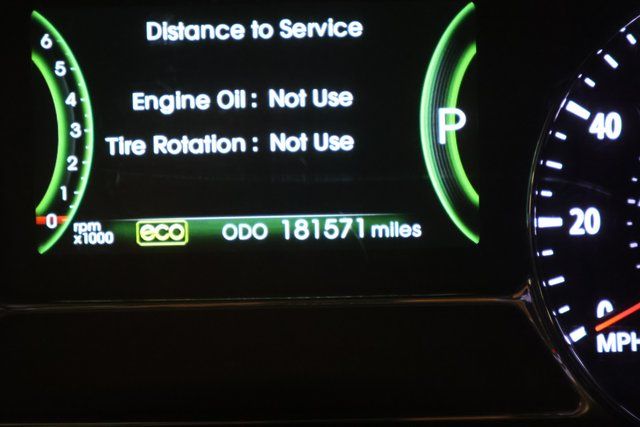 Distance to Service
Engine Oil : Not Use
Tire Rotation : Not Use
P
6
5
4
3
2
1
0
rpm
x1000
eco
ODO 181571 miles
40
20
0
MPH